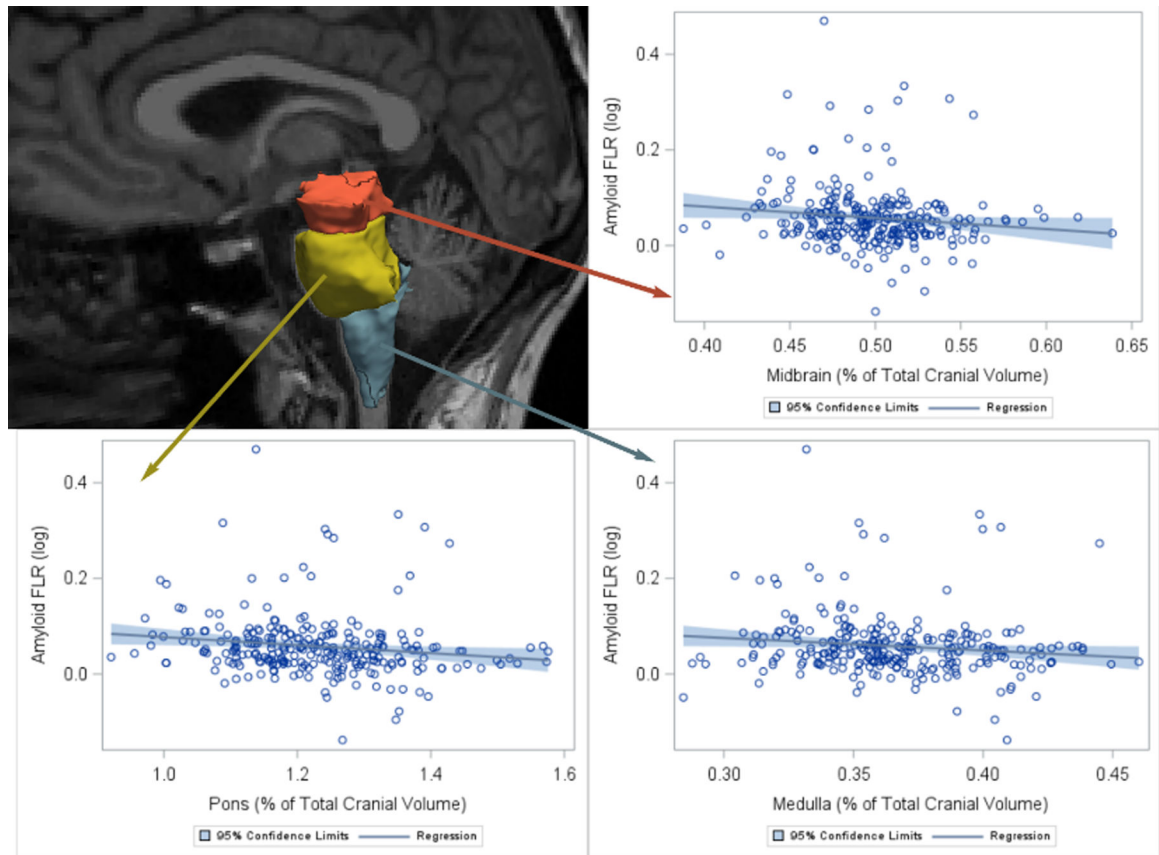 0.4
0.2
0.0
Amyloid FLR (log)
0.40 0.45 0.50 0.55 0.60 0.65
Midbrain (% of Total Cranial Volume)
95% Confidence Limits Regression
0.4
0.2
0.0
Amyloid FLR (log)
1.0 1.2 1.4 1.6
Pons (% of Total Cranial Volume)
95% Confidence Limits Regression
0.4
0.2
0.0
Amyloid FLR (log)
0.30 0.35 0.40 0.45
Medulla (% of Total Cranial Volume)
95% Confidence Limits Regression